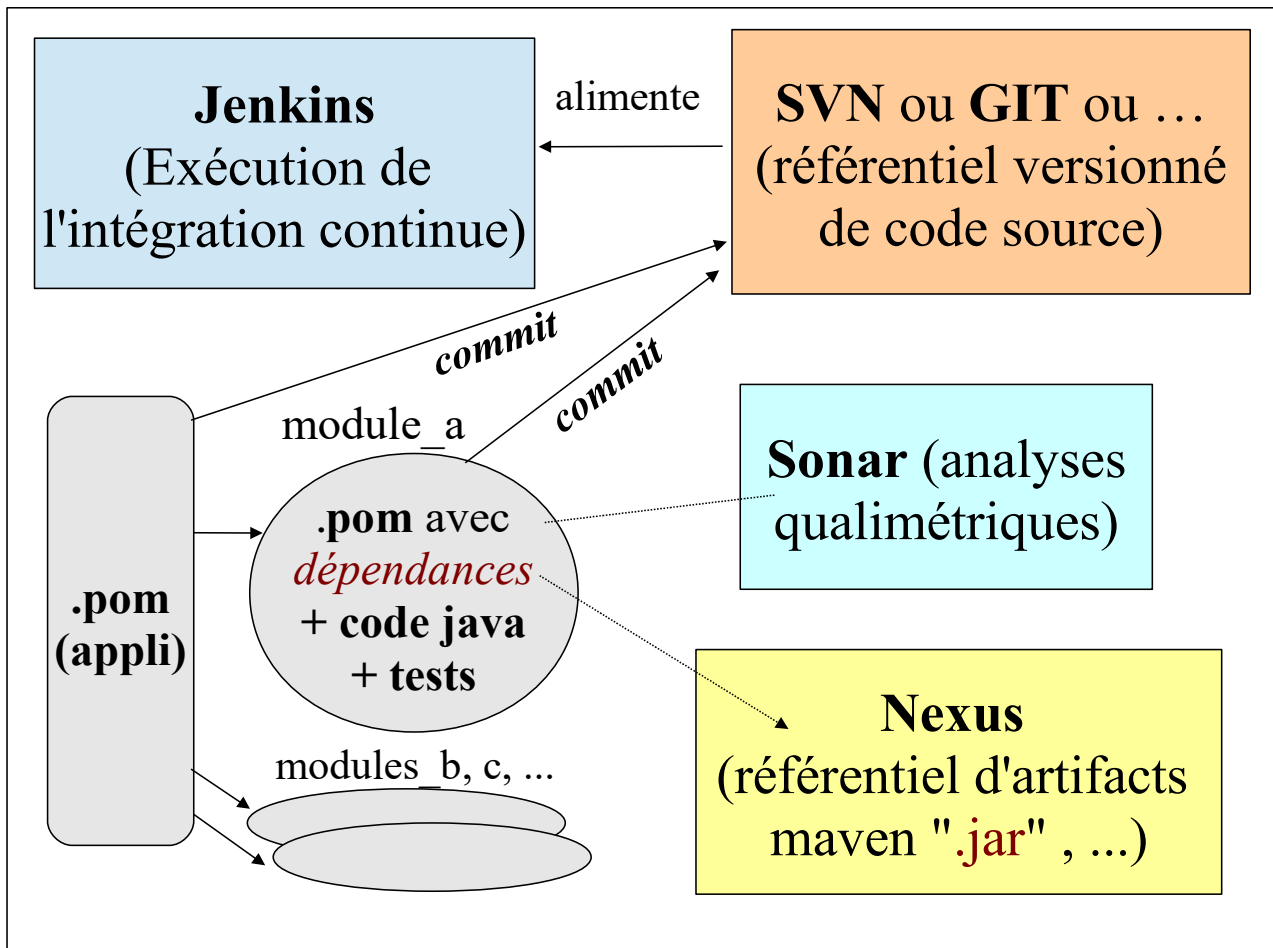 Jenkins
(Exécution de
l'intégration continue)
alimente
SVN ou GIT ou …
(référentiel versionné
de code source)
commit
commit
module_a
.pom avec
dépendances
+ code java
+ tests
.pom
(appli)
modules_b, c, ...
Sonar (analyses
qualimétriques)
Nexus
(référentiel d'artifacts
maven ".jar" , ...)